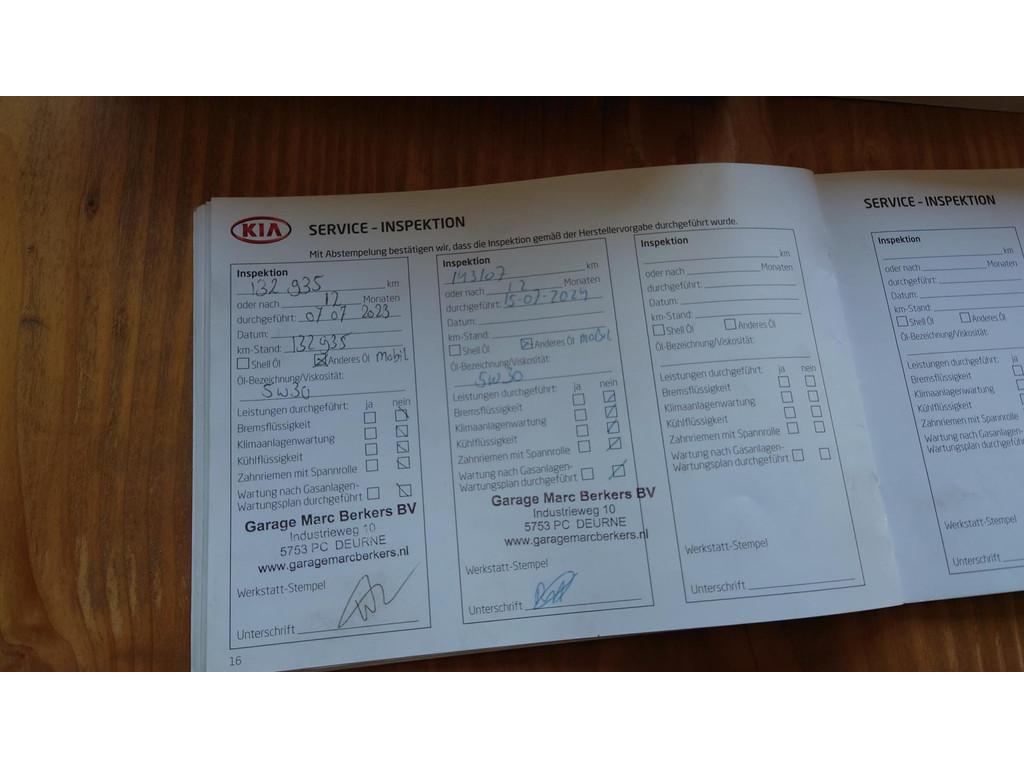 KIA SERVICE – INSPEKTION
Mit Abstempelung bestätigen wir, dass die Inspektion gemäß der Herstellervorgabe durchgeführt wurde.
Inspektion
132 935 km
oder nach 12 Monaten
durchgeführt: 07 07 2023
Datum:
km-Stand: 132935
Shell Öl Anderes Öl Mobil
Öl-Bezeichnung/Viskosität:
5W30
Leistungen durchgeführt: ja nein
Bremsflüssigkeit
Klimaanlagenwartung
Kühlflüssigkeit
Zahnriemen mit Spannrolle
Wartung nach Gasanlagen-
Wartungsplan durchgeführt
Garage Marc Berkers BV
Industrieweg 10
5753 PC DEURNE
www.garagemarcberkers.nl
Werkstatt-Stempel
Unterschrift
16
Inspektion
143107 km
oder nach 12 Monaten
durchgeführt: 15-07-2024
Datum:
km-Stand:
Shell Öl Anderes Öl mobil
Öl-Bezeichnung/Viskosität:
5W30
Leistungen durchgeführt: ja nein
Bremsflüssigkeit
Klimaanlagenwartung
Kühlflüssigkeit
Zahnriemen mit Spannrolle
Wartung nach Gasanlagen-
Wartungsplan durchgeführt
Garage Marc Berkers BV
Industrieweg 10
5753 PC DEURNE
www.garagemarcberkers.nl
Werkstatt-Stempel
Unterschrift
Inspektion
km
oder nach Monaten
durchgeführt:
Datum:
km-Stand:
Shell Öl Anderes Öl
Öl-Bezeichnung/Viskosität:
Leistungen durchgeführt: ja nein
Bremsflüssigkeit
Klimaanlagenwartung
Kühlflüssigkeit
Zahnriemen mit Spannrolle
Wartung nach Gasanlagen-
Wartungsplan durchgeführt
Werkstatt-Stempel
Unterschrift
SERVICE – INSPEKTION
Inspektion
km
oder nach Monaten
durchgeführt:
Datum:
km-Stand:
Shell Öl Anderes Öl
Öl-Bezeichnung/Viskosität:
Leistungen durchgeführt: ja
Bremsflüssigkeit
Klimaanlagenwartung
Kühlflüssigkeit
Zahnriemen mit Spannrolle
Wartung nach Gasanlagen-
Wartungsplan durchgeführt
Werkstatt-Stempel
Unterschrift